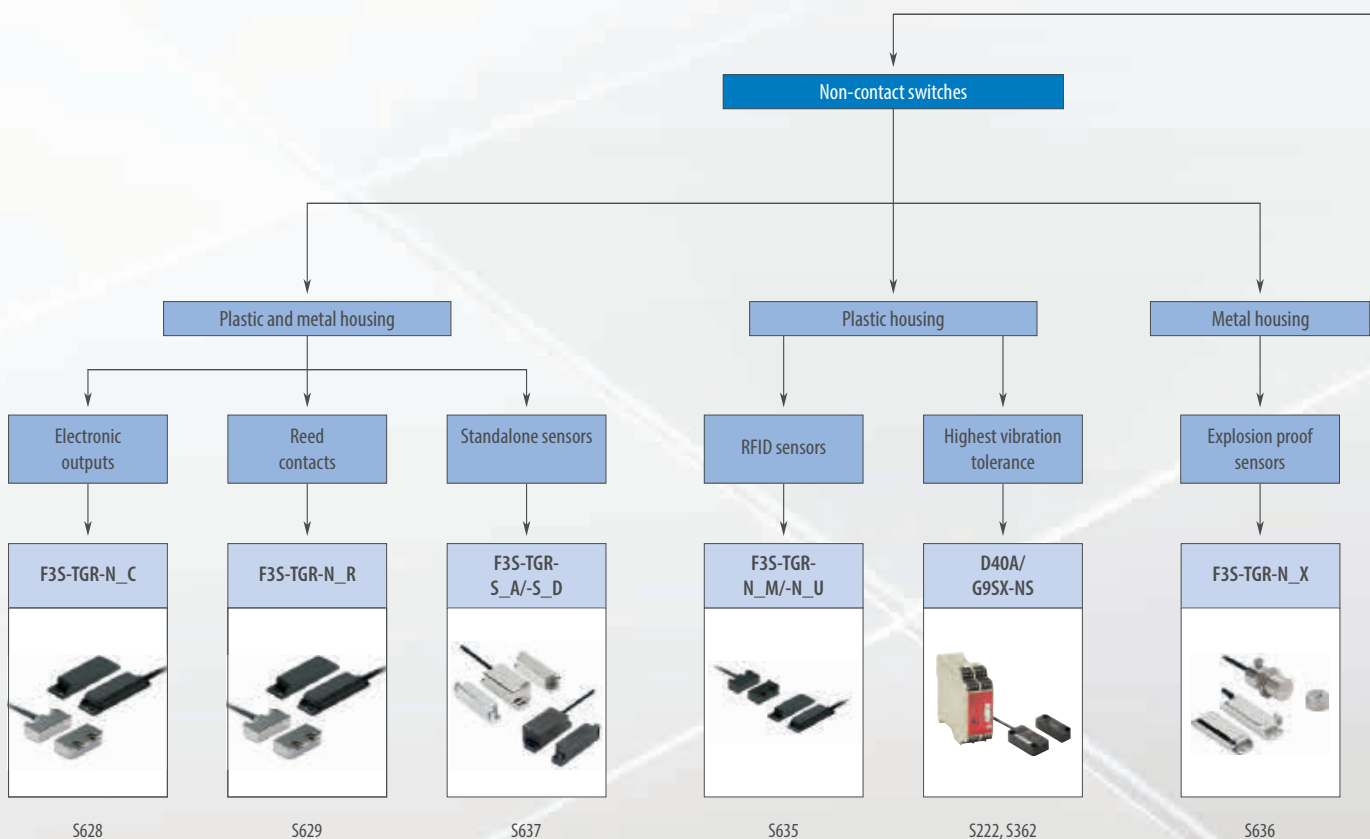 Non-contact switches
Plastic and metal housing
Plastic housing
Metal housing
Electronic
outputs
Reed
contacts
Standalone sensors
RFID sensors
Highest vibration
tolerance
Explosion proof
sensors
F3S-TGR-N_C
F3S-TGR-N_R
F3S-TGR-
S_A/-S_D
F3S-TGR-
N_M/-N_U
D40A/
G9SX-NS
F3S-TGR-N_X
S628
S629
S637
S635
S222, S362
S636